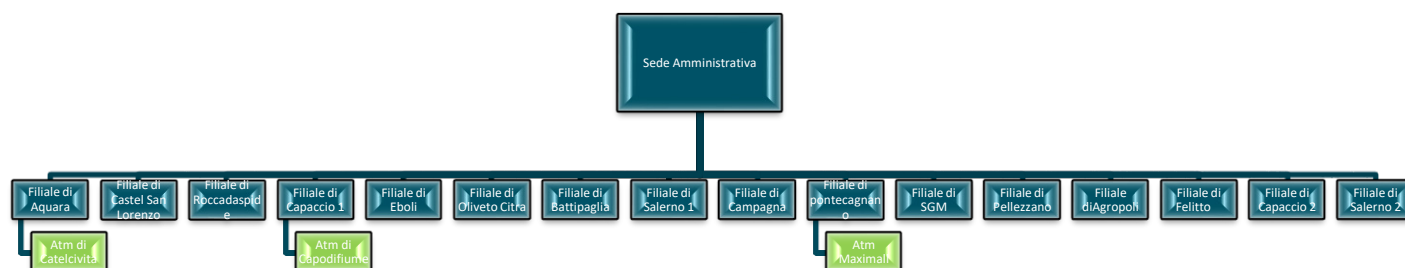 Sede Amministrativa
Filiale di
Aquara
Filiale di
Castel San
Lorenzo
Filiale di
Roccadaspid
e
Filiale di
Capaccio 1
Filiale di
Eboli
Filiale di
Oliveto Citra
Filiale di
Battipaglia
Filiale di
Salerno 1
Filiale di
Campagna
Filiale di
pontecagnan
o
Filiale di
SGM
Filiale di
Pellezzano
Filiale
diAgropoli
Filiale di
Felitto
Filiale di
Capaccio 2
Filiale di
Salerno 2
Atm di
Catelcivita
Atm di
Capodifiume
Atm
Maximall